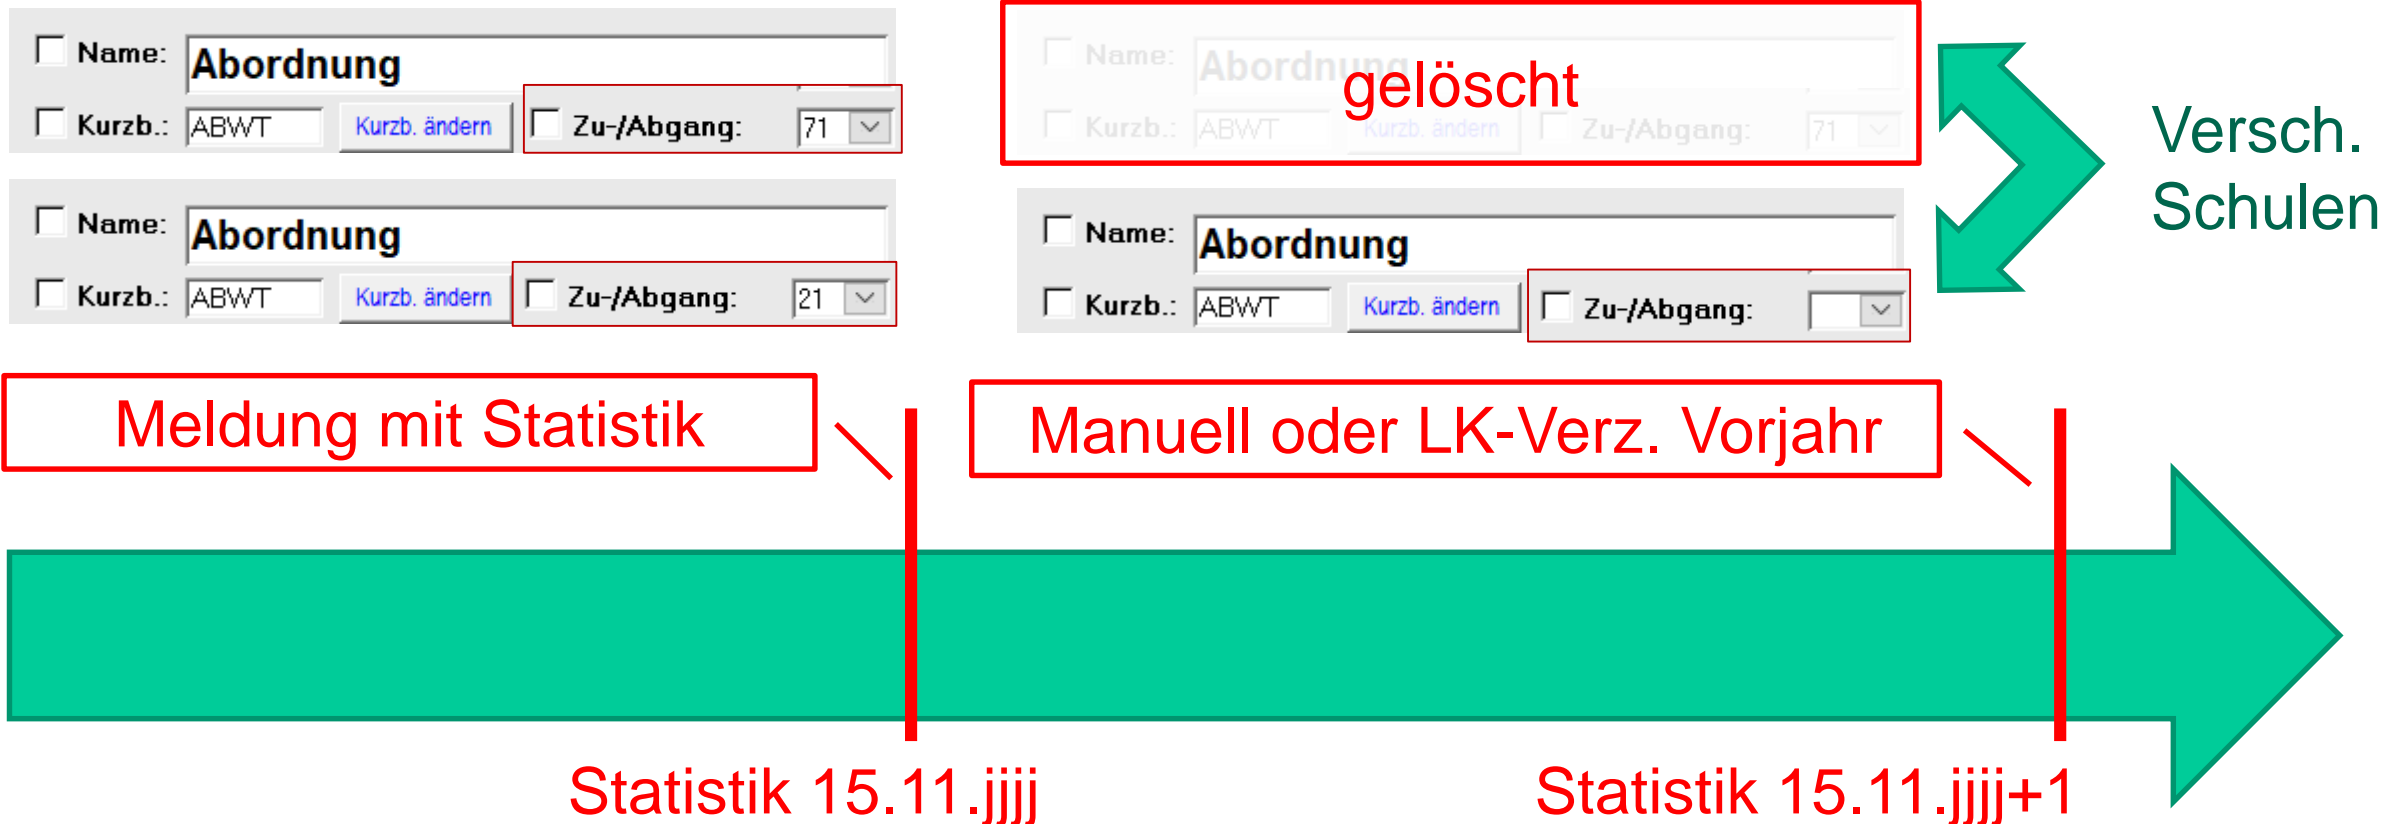 Name: Abordnung
Kurzb.: ABWT Kurzb. ändern Zu-/Abgang: 71
Name: Abordnung
Kurzb.: ABWT Kurzb. ändern Zu-/Abgang: 21
Name: Abordnung
gelöscht
Kurzb.: ABWT Kurzb. ändern Zu-/Abgang: 71
Name: Abordnung
Kurzb.: ABWT Kurzb. ändern Zu-/Abgang:
Versch.
Schulen
Meldung mit Statistik
Manuell oder LK-Verz. Vorjahr
Statistik 15.11.jjjj
Statistik 15.11.jjjj+1